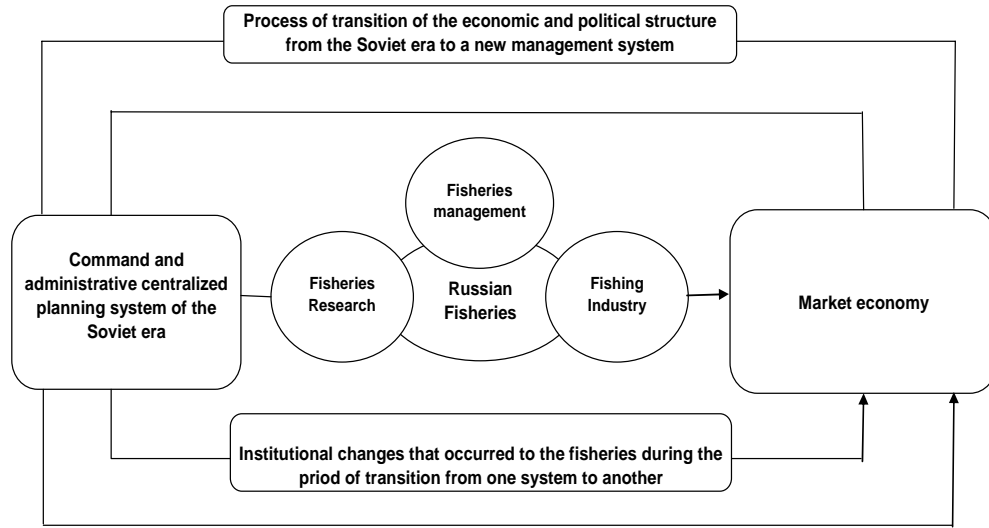 Process of transition of the economic and political structure
from the Soviet era to a new management system
Fisheries
management
Command and
administrative centralized
planning system of the
Soviet era
Fisheries
Research
Russian
Fisheries
Fishing
Industry
Market economy
Institutional changes that occurred to the fisheries during the
priod of transition from one system to another